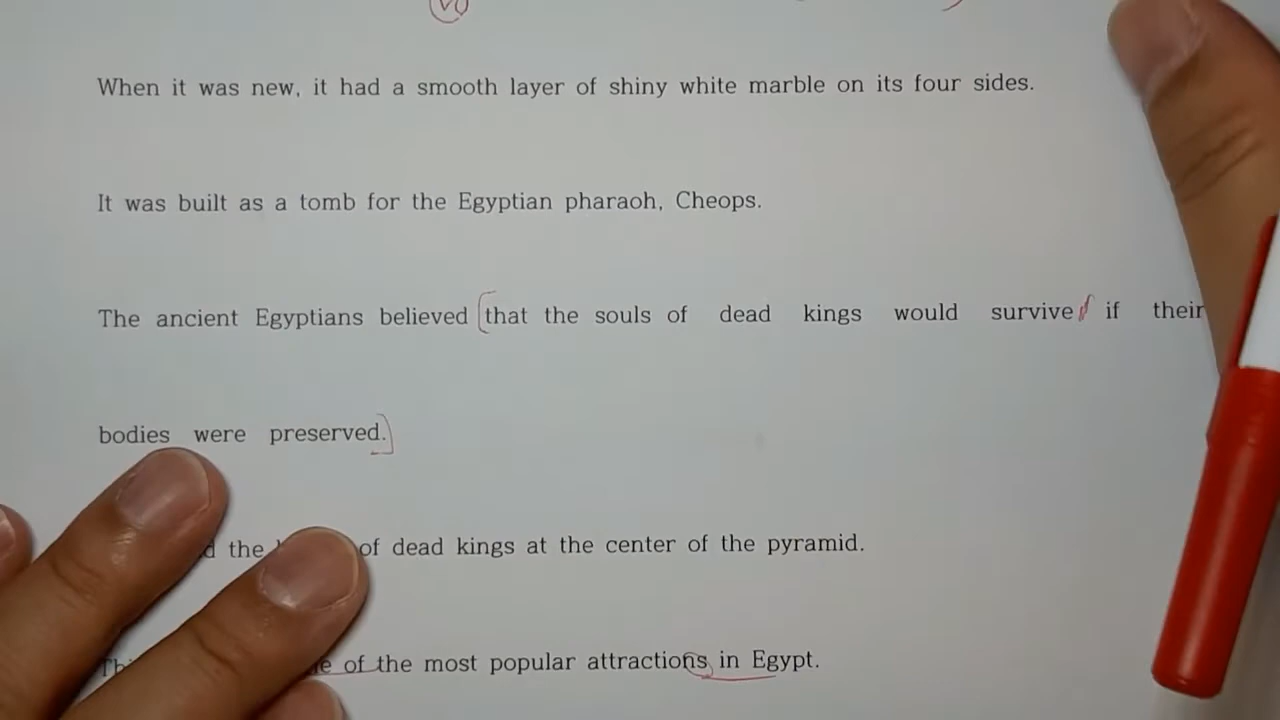 When it was new, it had a smooth layer of shiny white marble on its four sides.
It was built as a tomb for the Egyptian pharaoh, Cheops.
The ancient Egyptians believed that the souls of dead kings would survive if their
bodies were preserved.
the of dead kings at the center of the pyramid.
of the most popular attractions in Egypt.